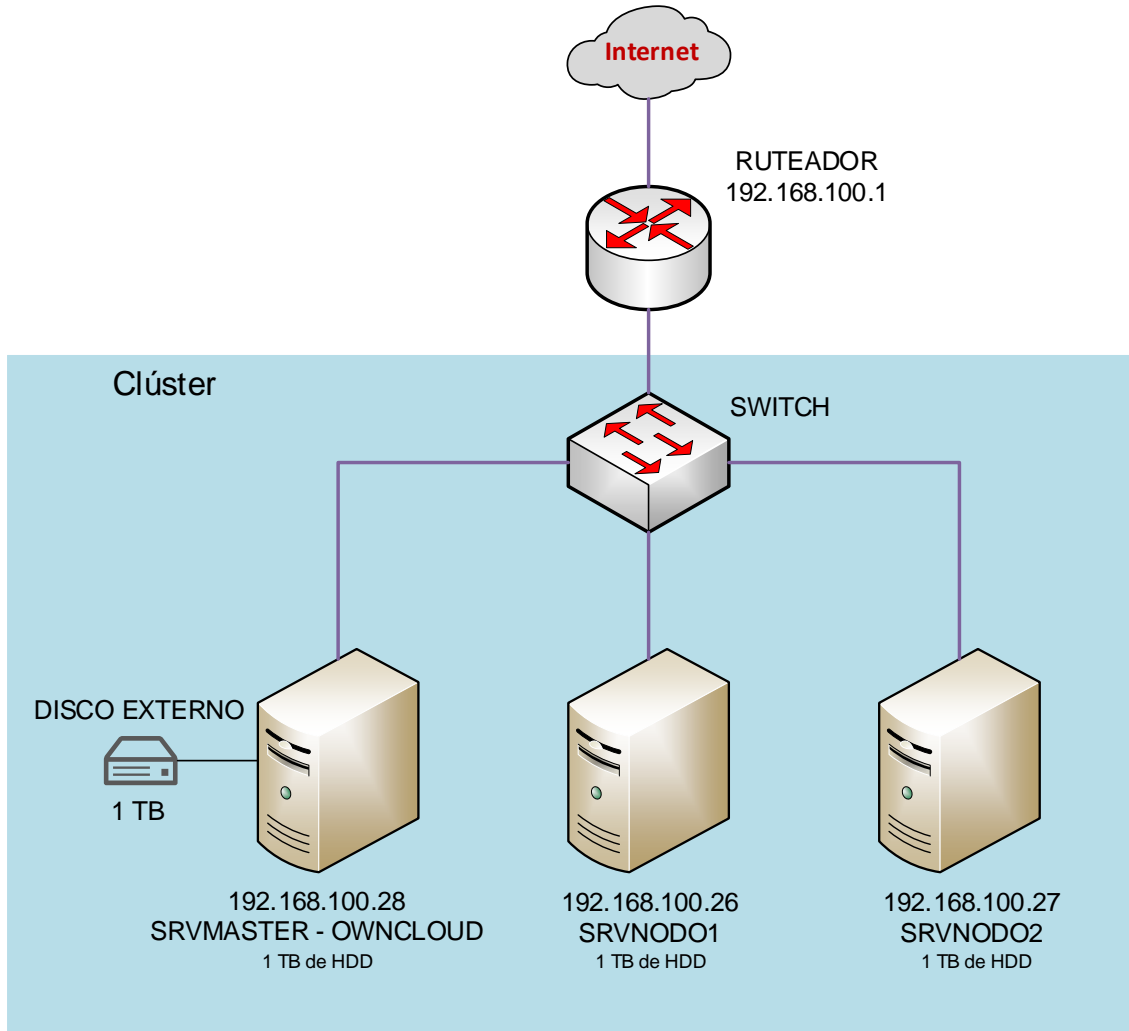 Internet
RUTEADOR
192.168.100.1
Clúster
SWITCH
DISCO EXTERNO
1 TB
192.168.100.28
SRVMASTER - OWNCLOUD
1 TB de HDD
192.168.100.26
SRVNODO1
1 TB de HDD
192.168.100.27
SRVNODO2
1 TB de HDD